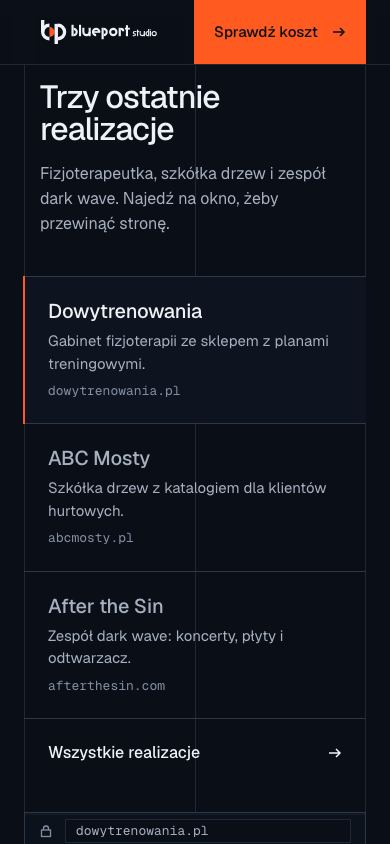 blueport studio
Sprawdź koszt →
Trzy ostatnie
realizacje
Fizjoterapeutka, szkółka drzew i zespół
dark wave. Najedź na okno, żeby
przewinąć stronę.
Dowytrenowania
Gabinet fizjoterapii ze sklepem z planami
treningowymi.
dowytrenowania.pl
ABC Mosty
Szkółka drzew z katalogiem dla klientów
hurtowych.
abcmosty.pl
After the Sin
Zespół dark wave: koncerty, płyty i
odtwarzacz.
afterthesin.com
Wszystkie realizacje →
dowytrenowania.pl